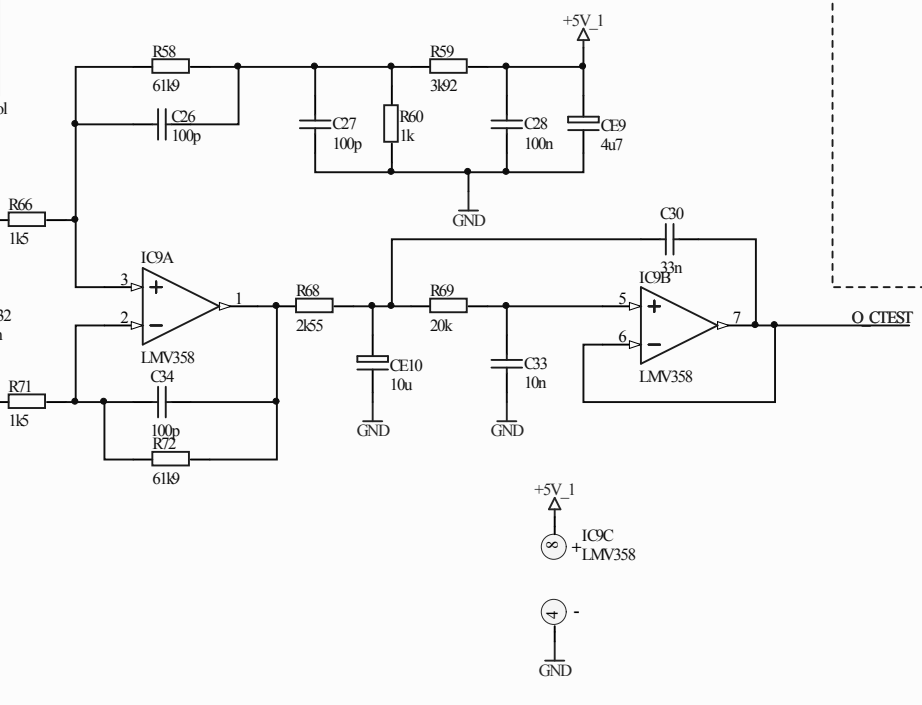 +5V_1
R58
R59
61k9
3k92
ol
C26
100p
C27
100p
R60
1k
C28
100n
CE9
4u7
R66
1k5
GND
C30
33n
IC9A
3
+
1
2
LMV358
R68
2k55
R69
20k
IC9B
5
+
7
6
LMV358
O_CTEST
32
n
C34
100p
R71
1k5
R72
61k9
CE10
10u
GND
C33
10n
GND
+5V_1
8
+
IC9C
LMV358
4
-
GND